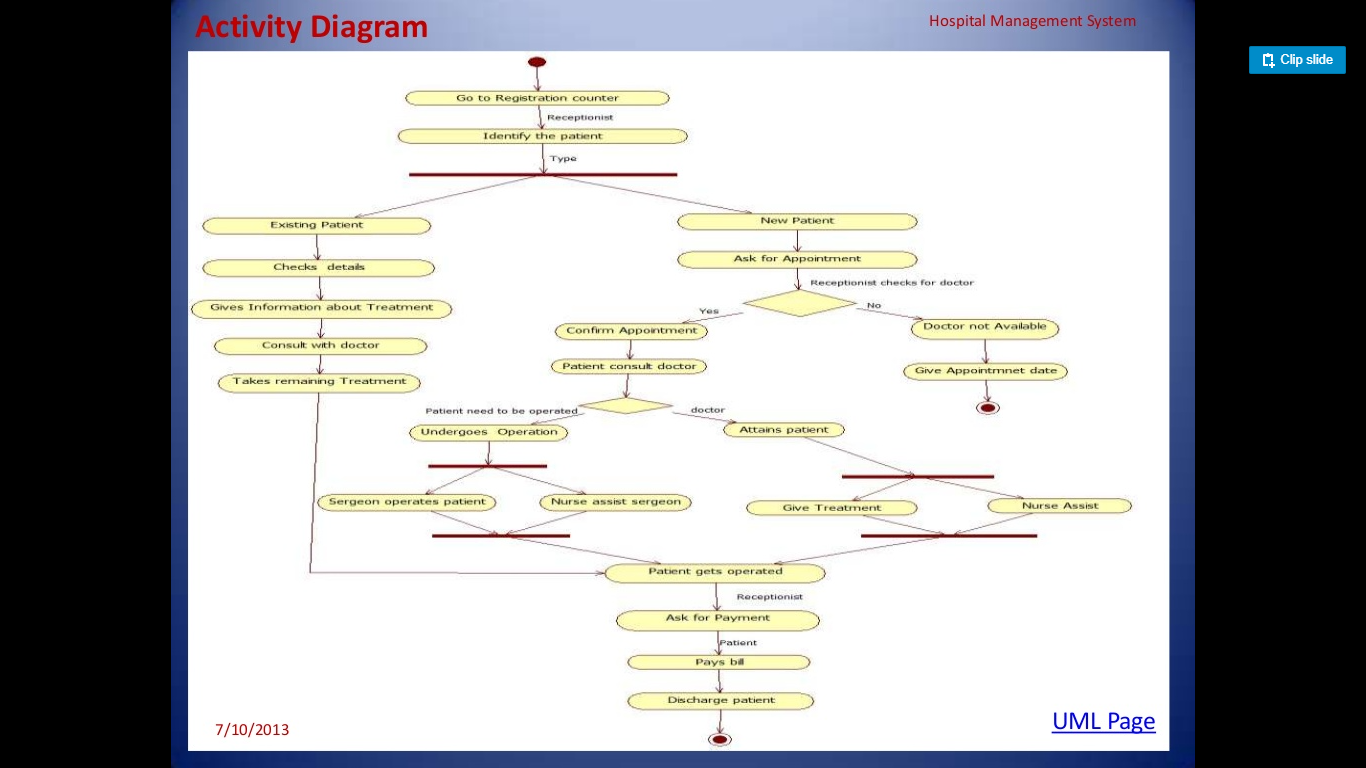 Activity Diagram
Hospital Management System
Clip slide
Go to Registration counter
Receptionist
Identify the patient
Type
Existing Patient
New Patient
Checks details
Ask for Appointment
Receptionist checks for doctor
Gives Information about Treatment
Yes
No
Confirm Appointment
Doctor not Available
Consult with doctor
Patient consult doctor
Give Appointmnet date
Takes remaining Treatment
Patient need to be operated
doctor
Undergoes Operation
Attains patient
Sergeon operates patient
Nurse assist sergeon
Give Treatment
Nurse Assist
Patient gets operated
Receptionist
Ask for Payment
Patient
Pays bill
Discharge patient
7/10/2013
UML Page